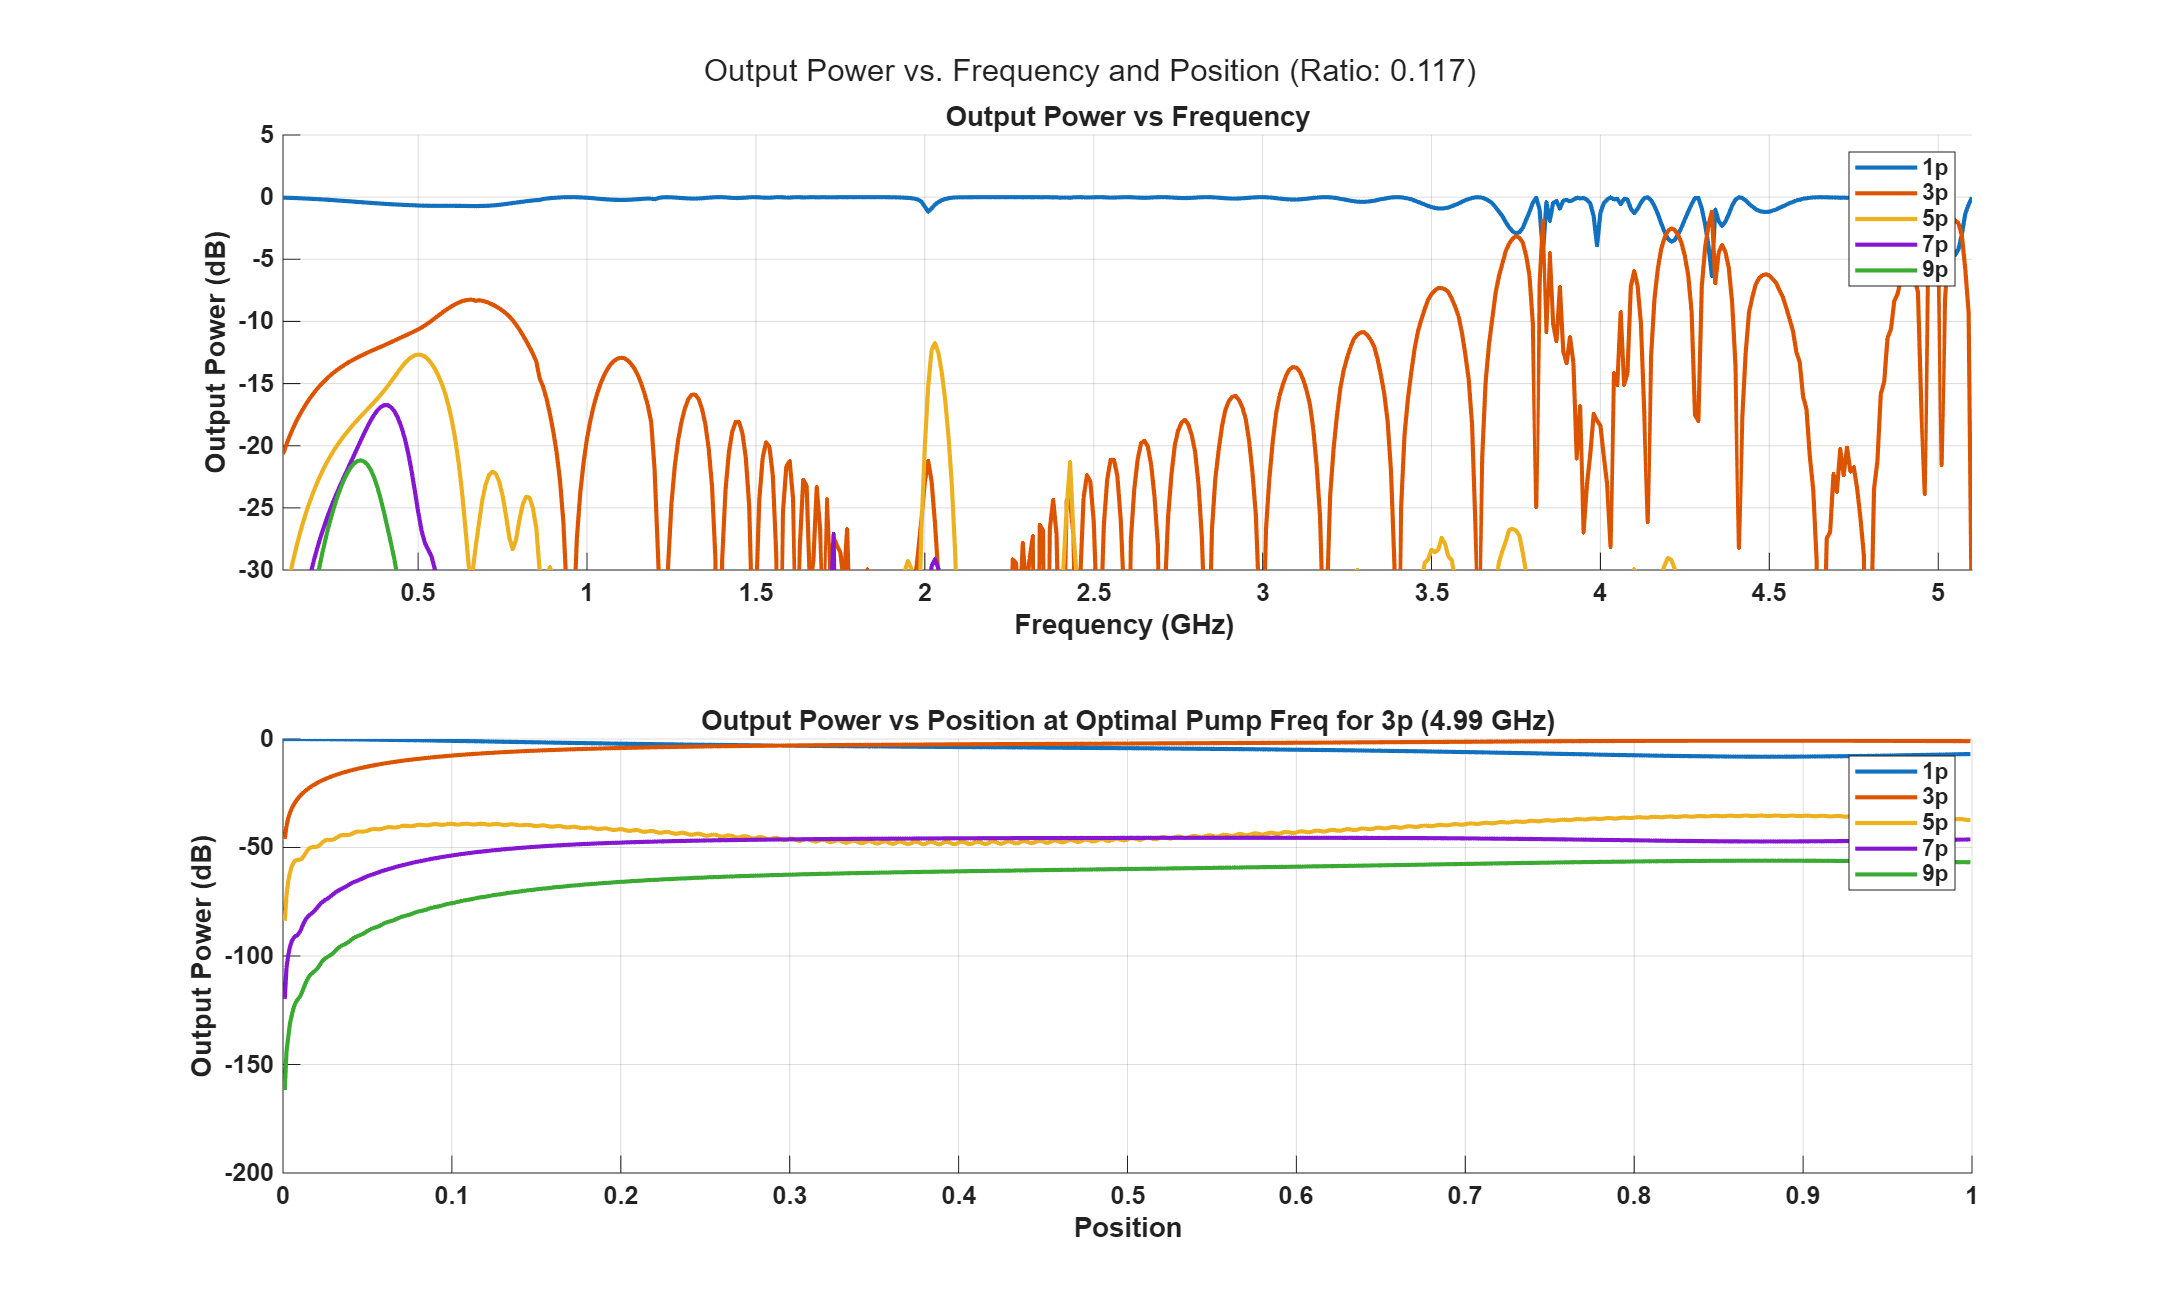 Output Power vs. Frequency and Position (Ratio: 0.117)
Output Power vs Frequency
5
0
-5
-10
-15
-20
-25
-30
Output Power (dB)
1p
3p
5p
7p
9p
0.5
1
1.5
2
2.5
3
3.5
4
4.5
5
Frequency (GHz)
Output Power vs Position at Optimal Pump Freq for 3p (4.99 GHz)
0
-50
-100
-150
-200
Output Power (dB)
1p
3p
5p
7p
9p
0
0.1
0.2
0.3
0.4
0.5
0.6
0.7
0.8
0.9
1
Position